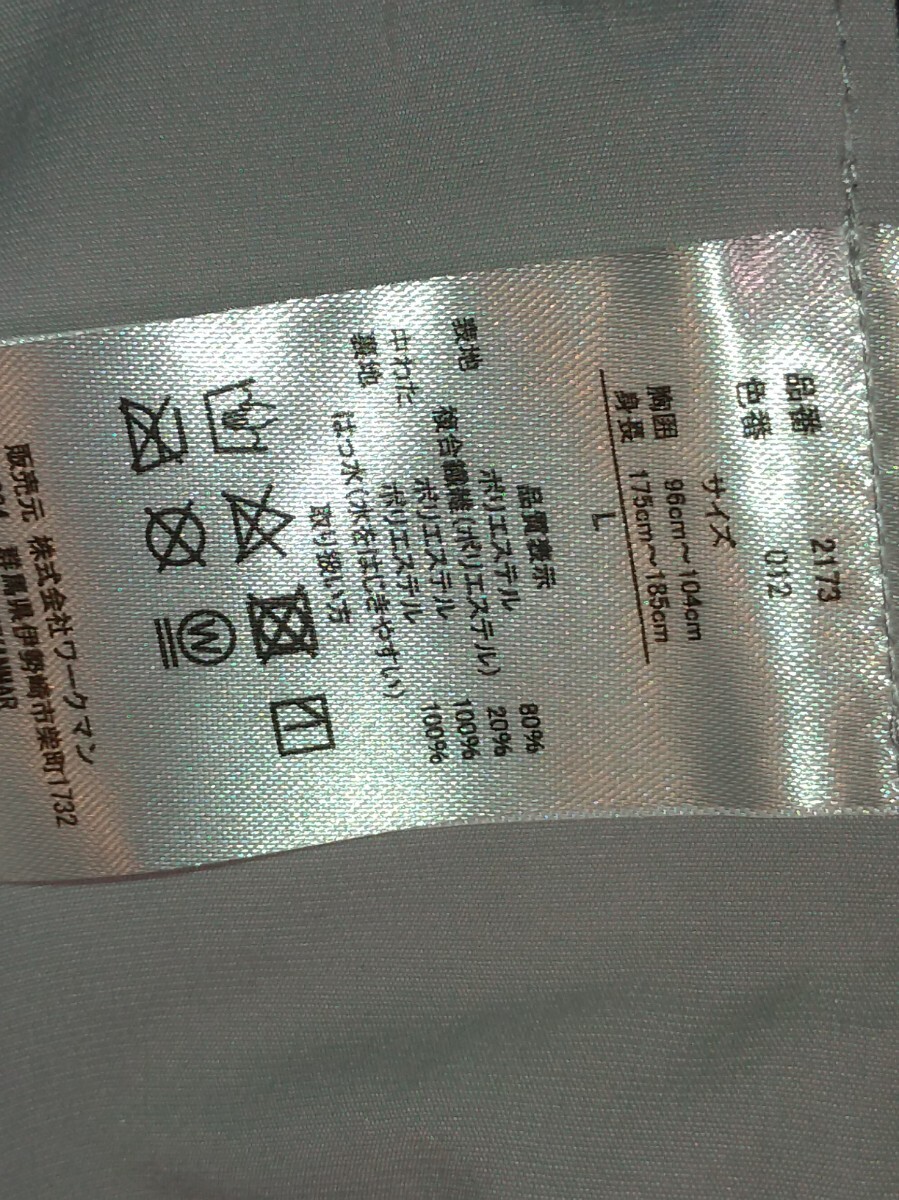 品番 2173
色番 012
サイズ
胸囲 96cm～104cm
身長 175cm～185cm
L
品質表示
表地 ポリエステル 80%
複合繊維(ポリエステル) 20%
中わた ポリエステル 100%
裏地 ポリエステル 100%
はっ水(水をはじきやすい)
取り扱い方
W
販売元 株式会社ワークマン
群馬県伊勢崎市柴町1732